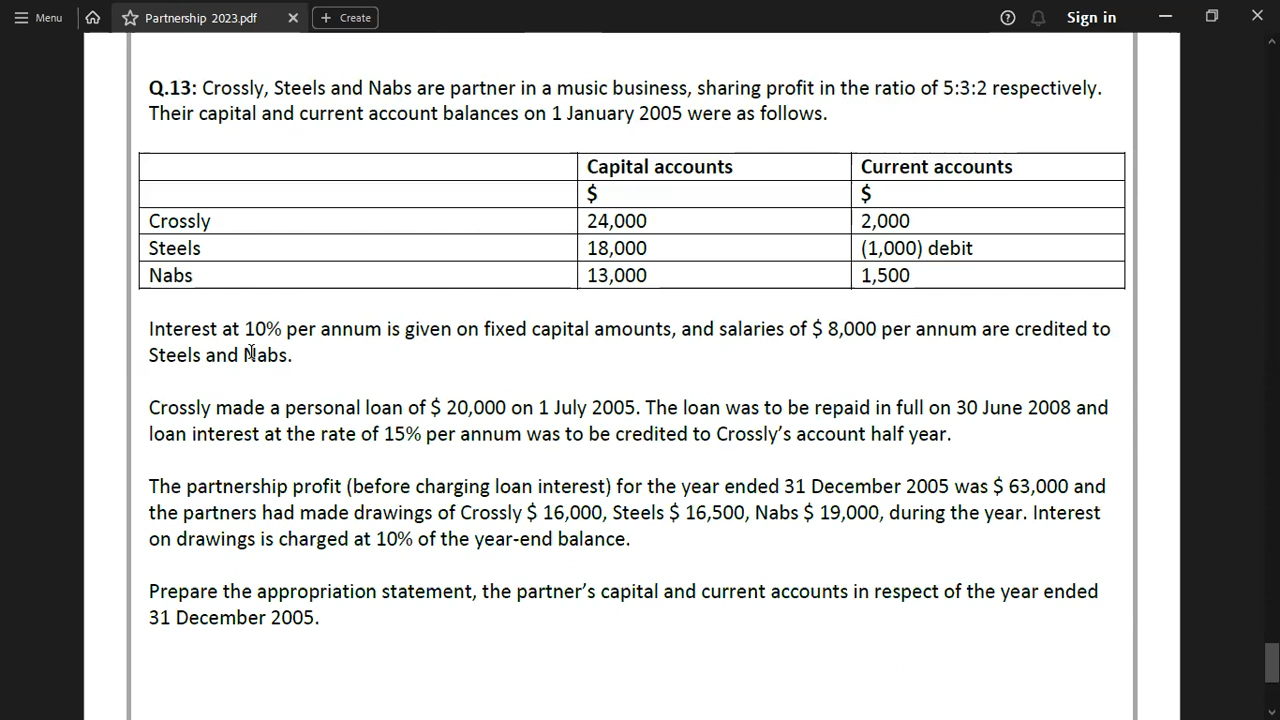 Menu
Partnership 2023.pdf
Create
Sign in
Q.13: Crossly, Steels and Nabs are partner in a music business, sharing profit in the ratio of 5:3:2 respectively.
Their capital and current account balances on 1 January 2005 were as follows.
Capital accounts Current accounts
$ $
Crossly 24,000 2,000
Steels 18,000 (1,000) debit
Nabs 13,000 1,500
Interest at 10% per annum is given on fixed capital amounts, and salaries of $ 8,000 per annum are credited to
Steels and Nabs.
Crossly made a personal loan of $ 20,000 on 1 July 2005. The loan was to be repaid in full on 30 June 2008 and
loan interest at the rate of 15% per annum was to be credited to Crossly’s account half year.
The partnership profit (before charging loan interest) for the year ended 31 December 2005 was $ 63,000 and
the partners had made drawings of Crossly $ 16,000, Steels $ 16,500, Nabs $ 19,000, during the year. Interest
on drawings is charged at 10% of the year-end balance.
Prepare the appropriation statement, the partner’s capital and current accounts in respect of the year ended
31 December 2005.